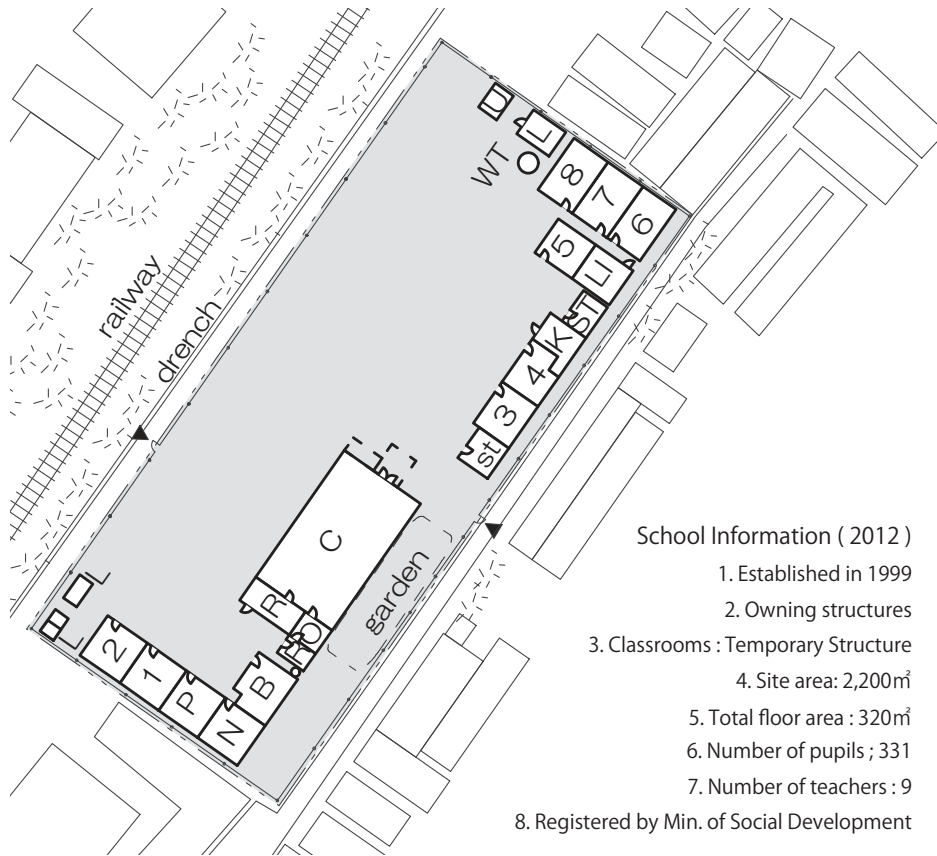 U
L
WT
8
7
6
5
LI
railway
drench
ST
K
4
3
st
C
garden
R
RO
L
L
2
1
P
N
B
School Information ( 2012 )
1. Established in 1999
2. Owning structures
3. Classrooms : Temporary Structure
4. Site area: 2,200㎡
5. Total floor area : 320㎡
6. Number of pupils ; 331
7. Number of teachers : 9
8. Registered by Min. of Social Development